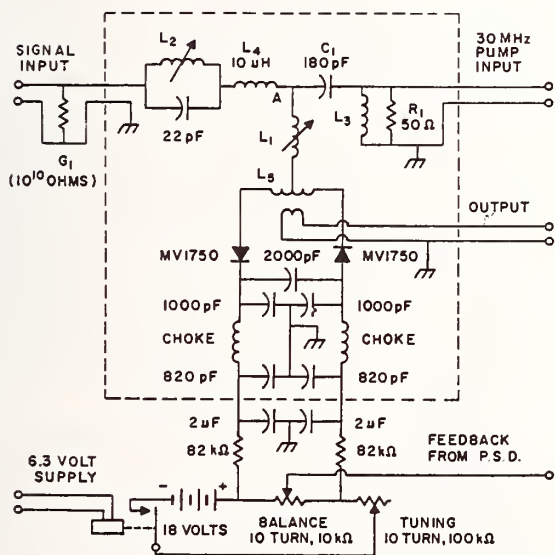 SIGNAL INPUT
L2
L4
10 μH
C1
180 pF
30 MHz PUMP INPUT
A
22 pF
L3
R1
50 Ω
G1
(10^10 OHMS)
L1
L5
OUTPUT
MV1750
2000 pF
MV1750
1000 pF
1000 pF
CHOKE
CHOKE
820 pF
820 pF
2 μF
2 μF
82 kΩ
82 kΩ
FEEDBACK FROM P.S.D.
6.3 VOLT SUPPLY
-
+
18 VOLTS
BALANCE
10 TURN, 10 kΩ
TUNING
10 TURN, 100 kΩ